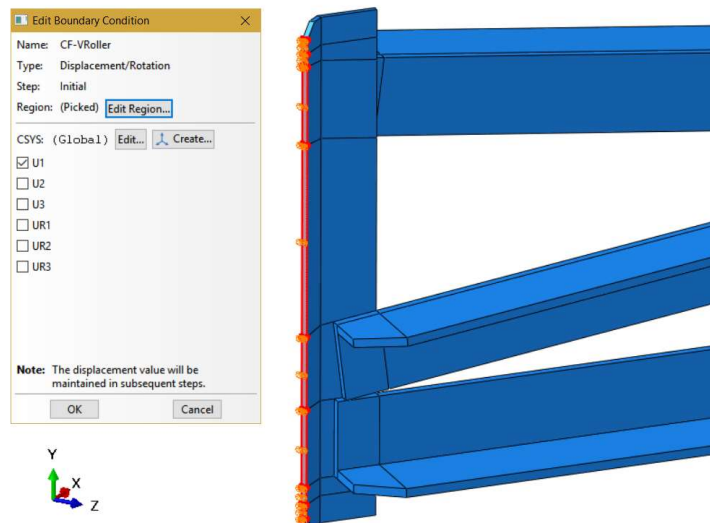 Edit Boundary Condition
Name: CF-VRoller
Type: Displacement/Rotation
Step: Initial
Region: (Picked) Edit Region...
CSYS: (Global) Edit... Create...
U1
U2
U3
UR1
UR2
UR3
Note: The displacement value will be
maintained in subsequent steps.
OK Cancel
Y
X
Z